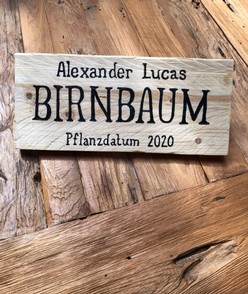 Alexander Lucas
BIRNBAUM
Pflanzdatum 2020